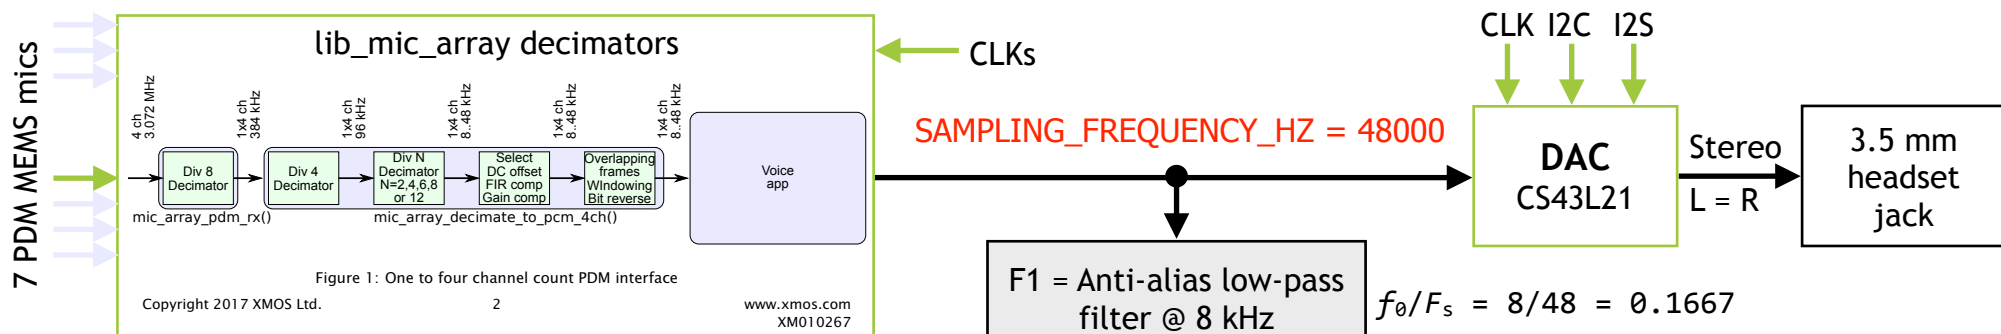 7 PDM MEMS mics
lib_mic_array decimators
CLKs
4 ch
3.072 MHz
1x4 ch
384 kHz
1x4 ch
96 kHz
1x4 ch
8..48 kHz
1x4 ch
8..48 kHz
1x4 ch
8..48 kHz
Div 8
Decimator
Div 4
Decimator
Div N
Decimator
N=2,4,6,8
or 12
Select
DC offset
FIR comp
Gain comp
Overlapping
frames
WIndowing
Bit reverse
Voice
app
mic_array_pdm_rx()
mic_array_decimate_to_pcm_4ch()
Figure 1: One to four channel count PDM interface
Copyright 2017 XMOS Ltd.
2
www.xmos.com
XM010267
SAMPLING_FREQUENCY_HZ = 48000
F1 = Anti-alias low-pass
filter @ 8 kHz
f₀/Fₛ = 8/48 = 0.1667
CLK I2C I2S
DAC
CS43L21
Stereo
L = R
3.5 mm
headset
jack